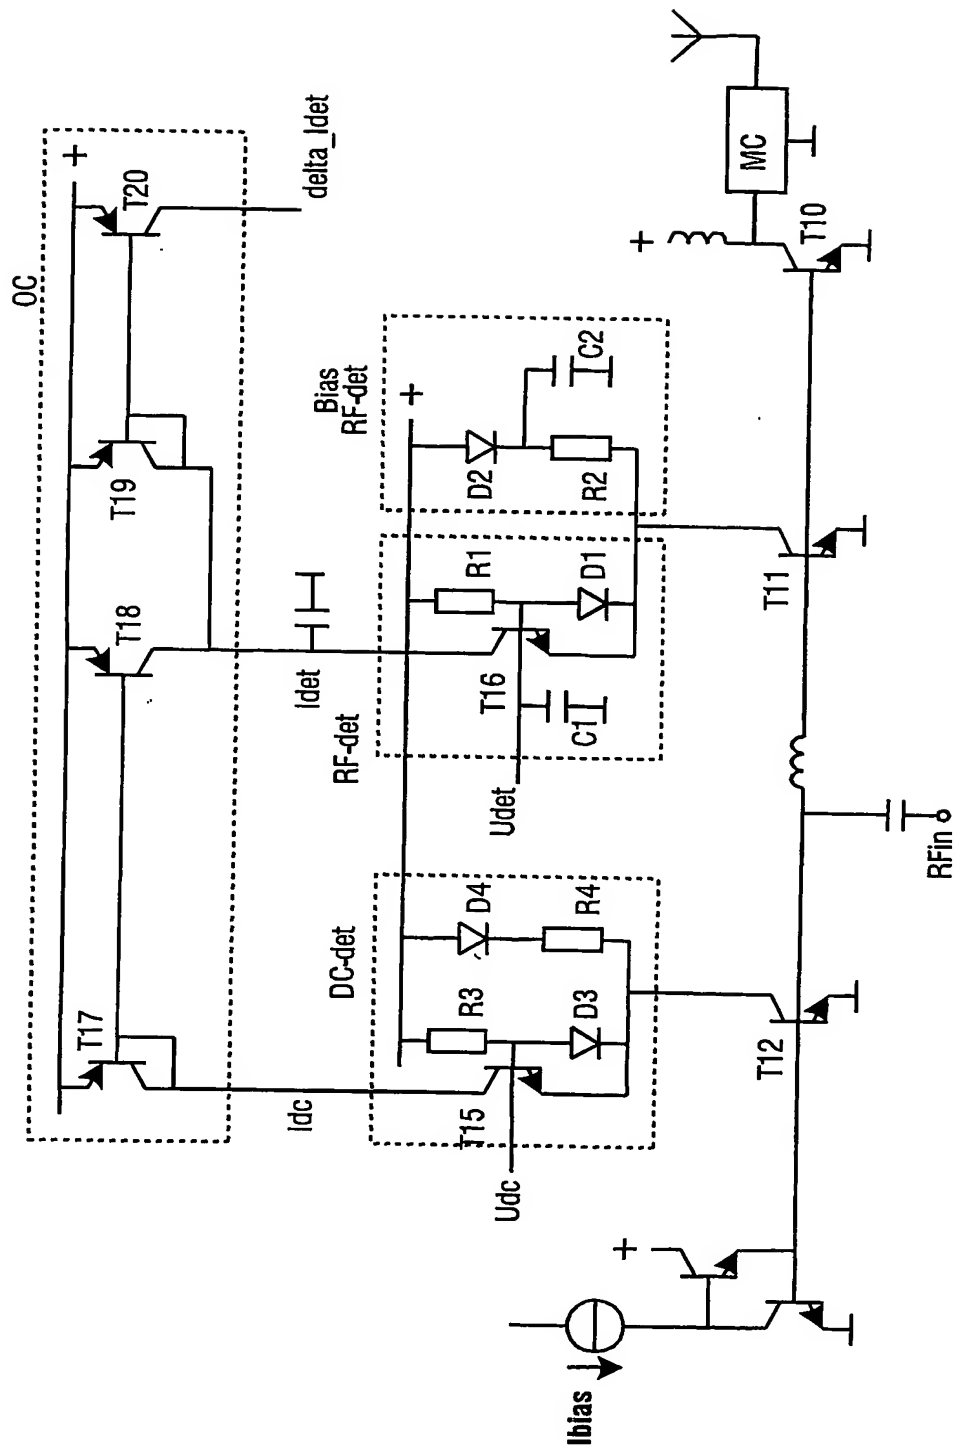 OC
+
T17
T18
T19
T20
delta_Idet
Idc
Idet
RF-det
Bias
RF-det
DC-det
+
R3
D4
R1
D2
T15
D3
R4
T16
C1
D1
R2
C2
Udc
Udet
+
+
MC
T12
T11
T10
Ibias
RFin